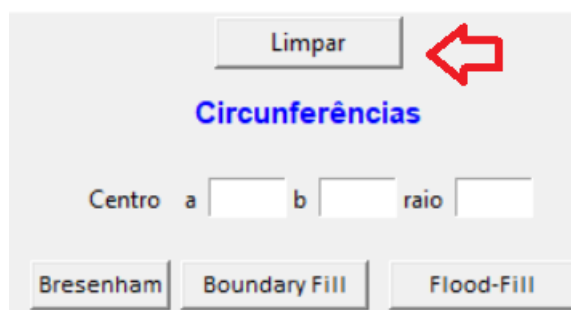 Limpar
Circunferências
Centro a b raio
Bresenham Boundary Fill Flood-Fill